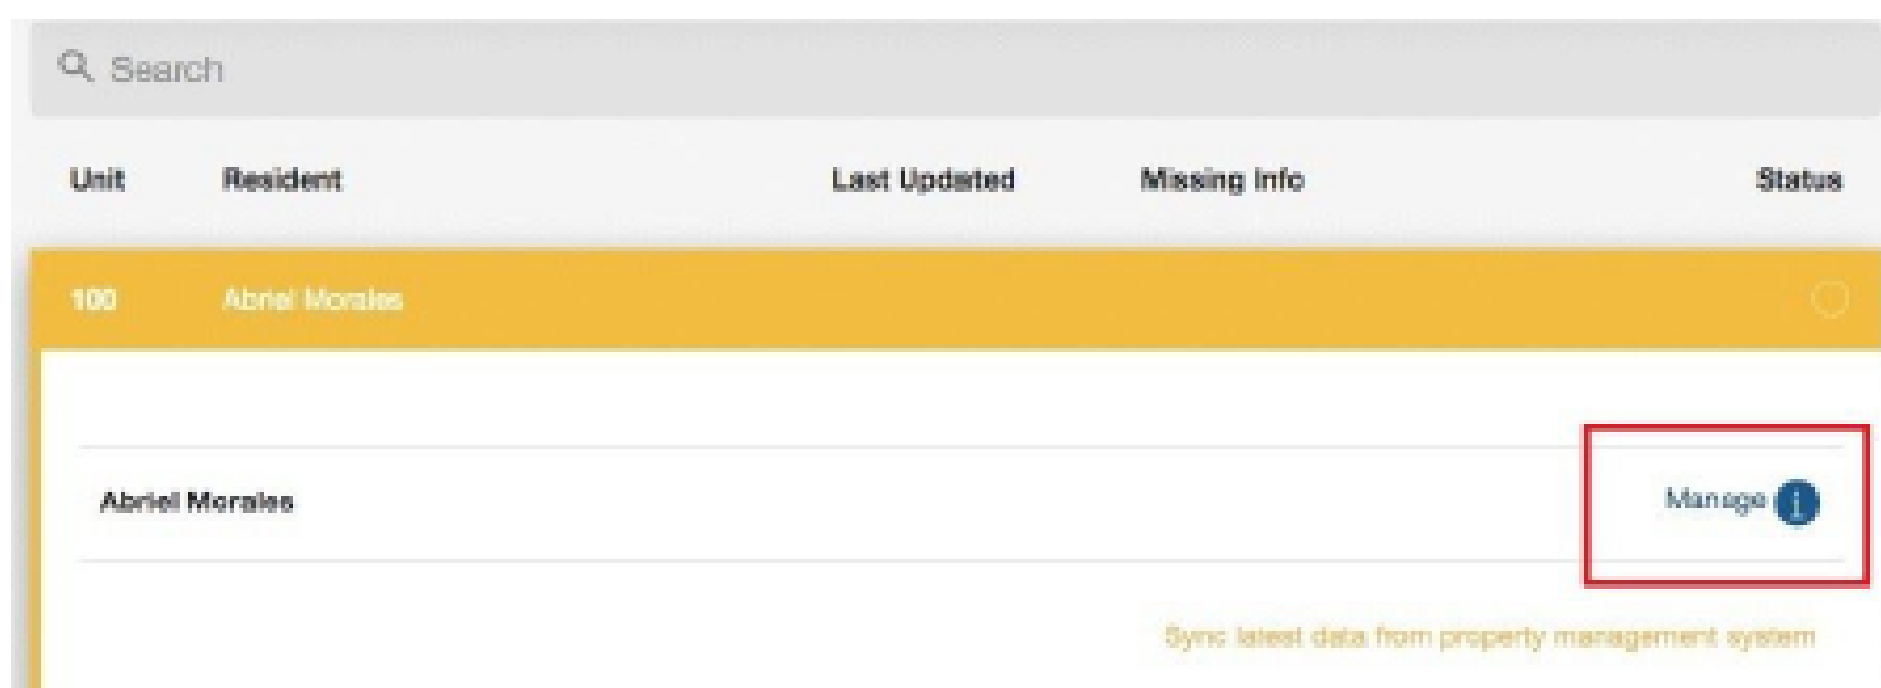 Search
Unit Resident Last Updated Missing Info Status
100 Abriel Morales
Abriel Morales Manage i
Sync latest data from property management system